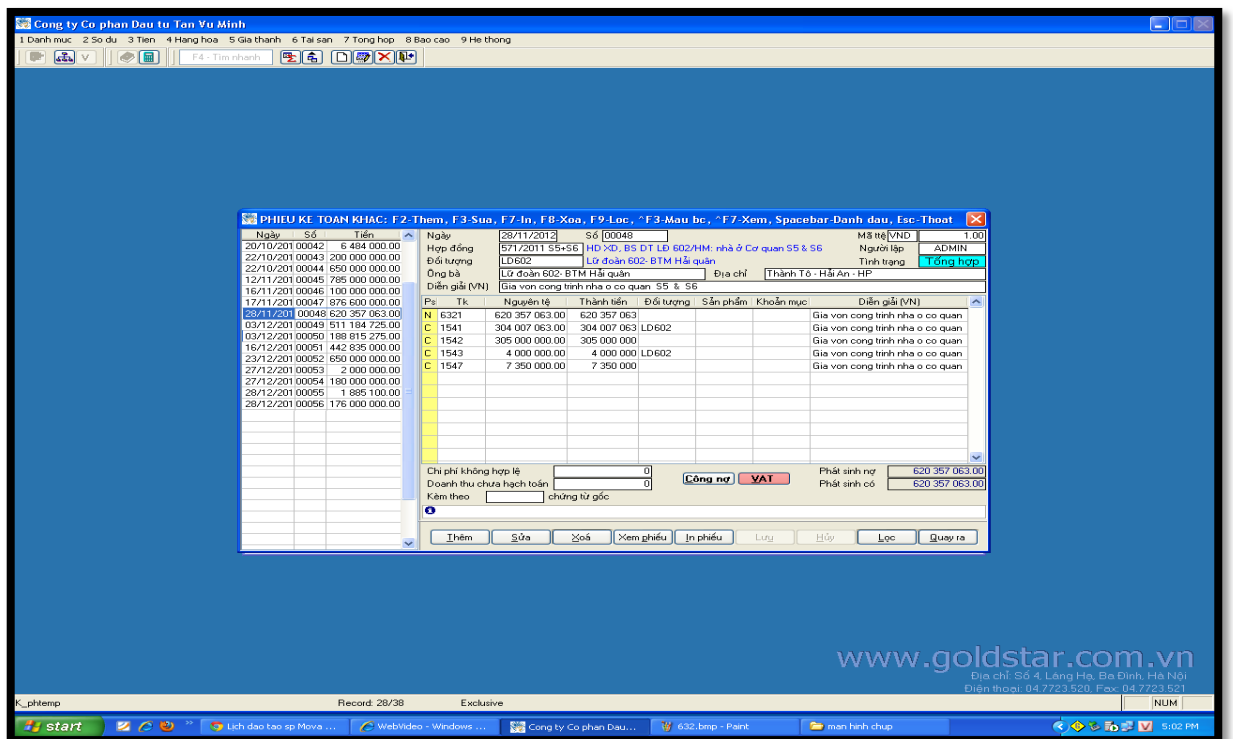 Cong ty Co phan Dau tu Tan Vu Minh
1 Danh muc 2 So du 3 Tien 4 Hang hoa 5 Gia thanh 6 Tai san 7 Tong hop 8 Bao cao 9 He thong
V F4 - Tim nhanh
PHIEU KE TOAN KHAC: F2-Them, F3-Sua, F7-In, F8-Xoa, F9-Loc, ^F3-Mau bc, ^F7-Xem, Spacebar-Danh dau, Esc-Thoat
Ngày Số Tiền
20/10/201 00042 6 484 000.00
22/10/201 00043 200 000 000.00
22/10/201 00044 650 000 000.00
12/11/201 00045 785 000 000.00
16/11/201 00046 100 000 000.00
17/11/201 00047 876 600 000.00
28/11/201 00048 620 357 063.00
03/12/201 00049 511 184 725.00
03/12/201 00050 188 815 275.00
16/12/201 00051 442 835 000.00
23/12/201 00052 650 000 000.00
27/12/201 00053 2 000 000.00
27/12/201 00054 180 000 000.00
28/12/201 00055 1 885 100.00
28/12/201 00056 176 000 000.00
Ngày 28/11/2012 Số 00048 Mã ttệ VND 1.00
Hợp đồng 571/2011 S5+S6 HD XD, BS DT LĐ 602/HM: nhà ở Cơ quan S5 & S6 Người lập ADMIN
Đối tượng LD602 Lữ đoàn 602- BTM Hải quân Tình trạng Tổng hợp
Ông bà Lữ đoàn 602- BTM Hải quân Địa chỉ Thành Tô - Hải An - HP
Diễn giải (VN) Gia von cong trinh nha o co quan S5 & S6
Ps Tk Nguyên tệ Thành tiền Đối tượng Sản phẩm Khoản mục Diễn giải (VN)
N 6321 620 357 063.00 620 357 063 Gia von cong trinh nha o co quan
C 1541 304 007 063.00 304 007 063 LD602 Gia von cong trinh nha o co quan
C 1542 305 000 000.00 305 000 000 Gia von cong trinh nha o co quan
C 1543 4 000 000.00 4 000 000 LD602 Gia von cong trinh nha o co quan
C 1547 7 350 000.00 7 350 000 Gia von cong trinh nha o co quan
Chi phí không hợp lệ 0 Công nợ VAT Phát sinh nợ 620 357 063.00
Doanh thu chưa hạch toán 0 Phát sinh có 620 357 063.00
Kèm theo chứng từ gốc
Thêm Sửa Xoá Xem phiếu In phiếu Lưu Hủy Lọc Quay ra
www.goldstar.com.vn
Địa chỉ: Số 4, Láng Hạ, Ba Đình, Hà Nội
Điện thoại: 04.7723.520, Fax: 04.7723.521
K_phtemp Record: 28/38 Exclusive NUM
start Lich dao tao sp Mova ... WebVideo - Windows ... Cong ty Co phan Dau... 632.bmp - Paint man hinh chup V 5:02 PM